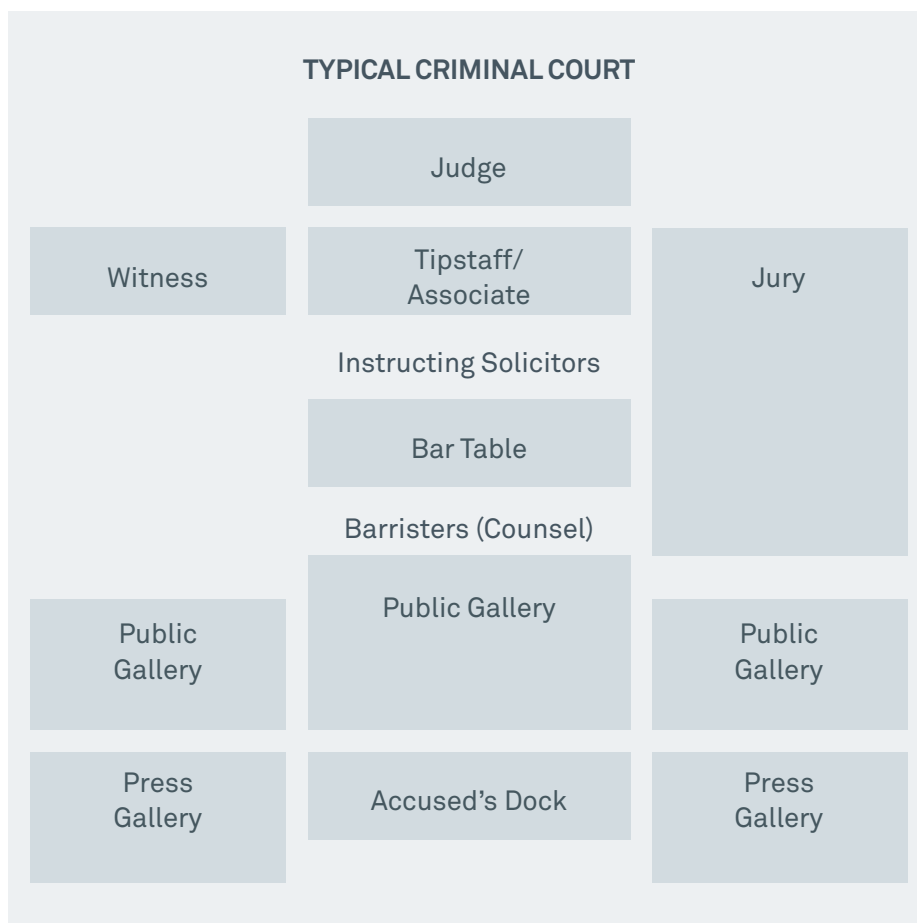 TYPICAL CRIMINAL COURT
Judge
Witness
Tipstaff/
Associate
Jury
Instructing Solicitors
Bar Table
Barristers (Counsel)
Public Gallery
Public
Gallery
Public
Gallery
Press
Gallery
Accused's Dock
Press
Gallery